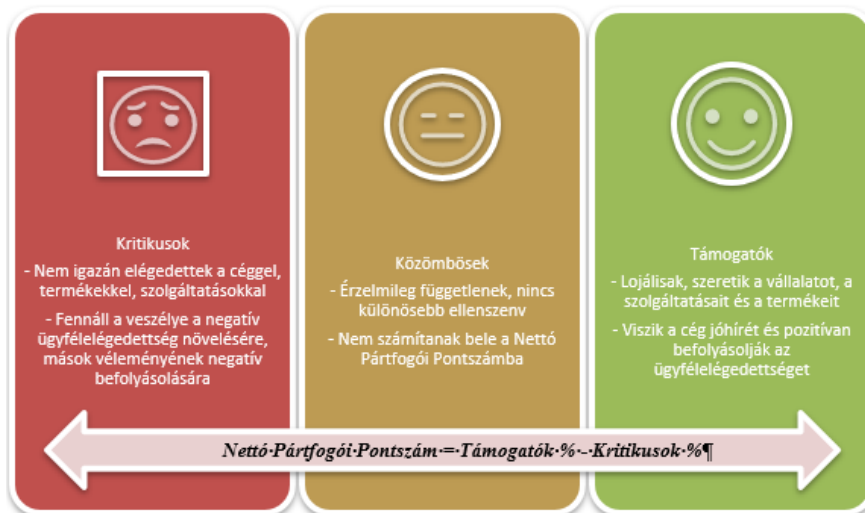 Kritikusok
- Nem igazán elégedettek a céggel,
termékekkel, szolgáltatásokkal
- Fennáll a veszélye a negatív
ügyfélelégedettség növelésére,
mások véleményének negatív
befolyásolására
Közömbösek
- Érzelmileg függetlenek, nincs
különösebb ellenszenv
- Nem számítanak bele a Nettó
Pártfogói Pontszámba
Támogatók
- Lojálisak, szeretik a vállalatot, a
szolgáltatásait és a termékeit
- Viszik a cég jóhírét és pozitívan
befolyásolják az
ügyfélelégedettséget
Nettó·Pártfogói·Pontszám·=·Támogatók·%·-·Kritikusok·%¶